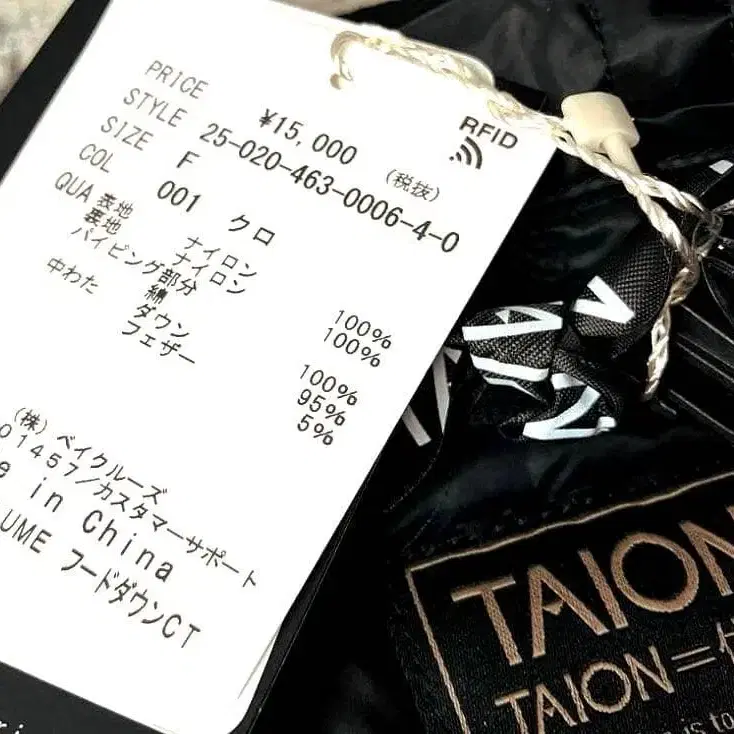 PRICE ¥15,000 (税抜)
STYLE 25-020-463-0006-4-0
SIZE F
COL 001 クロ
QUA 表地 ナイロン 100%
裏地 ナイロン 100%
パイピング部分
綿 100%
中わた ダウン 95%
フェザー 5%
RFID
(株)ベイクルーズ
01457/カスタマーサポート
e in China
UME フードダウンCT
TAION
TAION=
is to